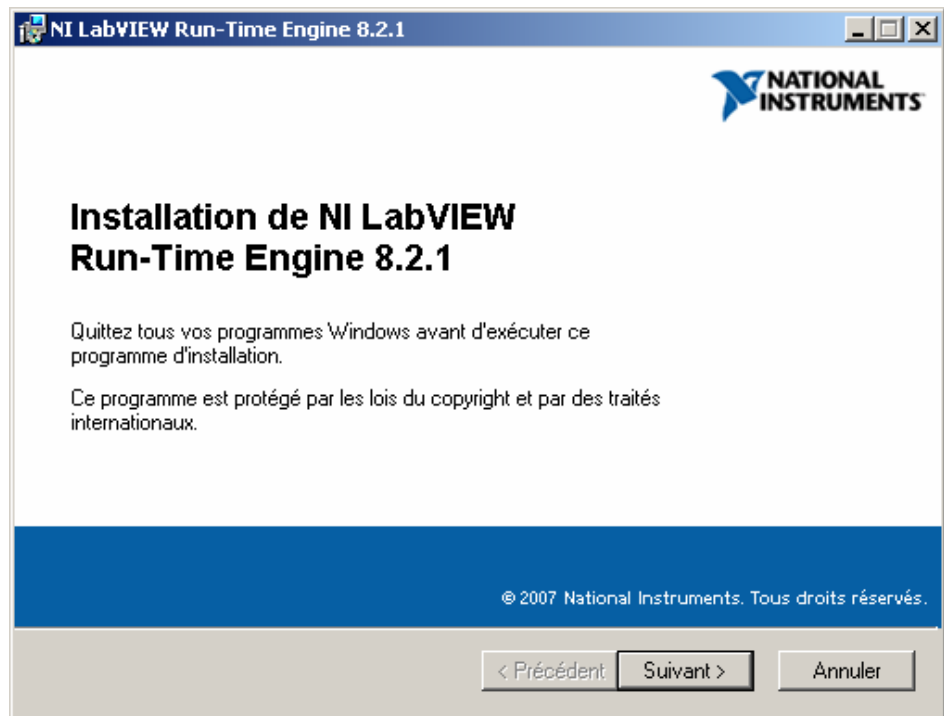 NI LabVIEW Run-Time Engine 8.2.1
NATIONAL
INSTRUMENTS
Installation de NI LabVIEW
Run-Time Engine 8.2.1
Quittez tous vos programmes Windows avant d'exécuter ce
programme d'installation.
Ce programme est protégé par les lois du copyright et par des traités
internationaux.
© 2007 National Instruments. Tous droits réservés.
< Précédent
Suivant >
Annuler